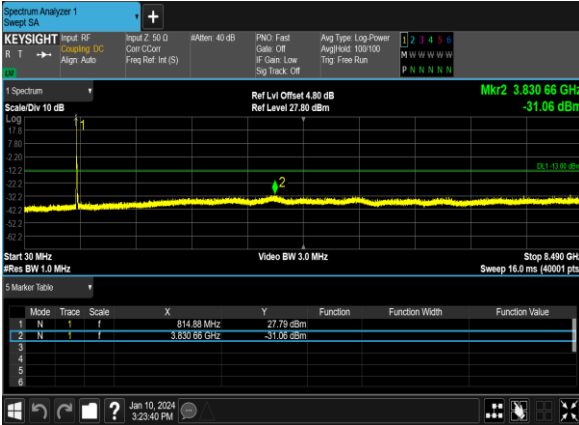 Spectrum Analyzer 1
Swept SA
KEYSIGHT Input: RF Input Z: 50 Ω #Atten: 40 dB PNO: Fast Avg Type: Log-Power 1 2 3 4 5 6
R T Coupling: DC Corr CCorr Gate: Off Avg|Hold: 100/100 M W W W W W
Align: Auto Freq Ref: Int (S) IF Gain: Low Trig: Free Run
Sig Track: Off P N N N N N
1 Spectrum Ref Lvl Offset 4.80 dB Mkr2 3.830 66 GHz
Scale/Div 10 dB Ref Level 27.80 dBm -31.06 dBm
Log
17.8 1
7.80
-2.20
-12.2 DL1 -13.00 dBm
-22.2 2
-32.2
-42.2
-52.2
-62.2
Start 30 MHz Video BW 3.0 MHz Stop 8.490 GHz
#Res BW 1.0 MHz Sweep 16.0 ms (40001 pts
5 Marker Table
Mode Trace Scale X Y Function Function Width Function Value
1 N 1 f 814.88 MHz 27.79 dBm
2 N 1 f 3.830 66 GHz -31.06 dBm
3
4
5
6
? Jan 10, 2024
3:23:40 PM